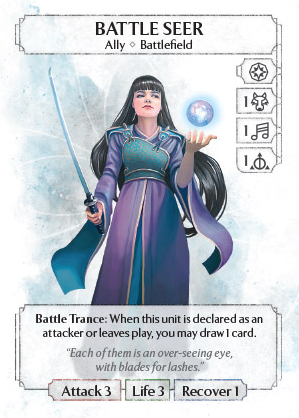 BATTLE SEER
Ally ◇ Battlefield
1
1
1
Battle Trance: When this unit is declared as an
attacker or leaves play, you may draw 1 card.
“Each of them is an over-seeing eye,
with blades for lashes.”
Attack 3 Life 3 Recover 1